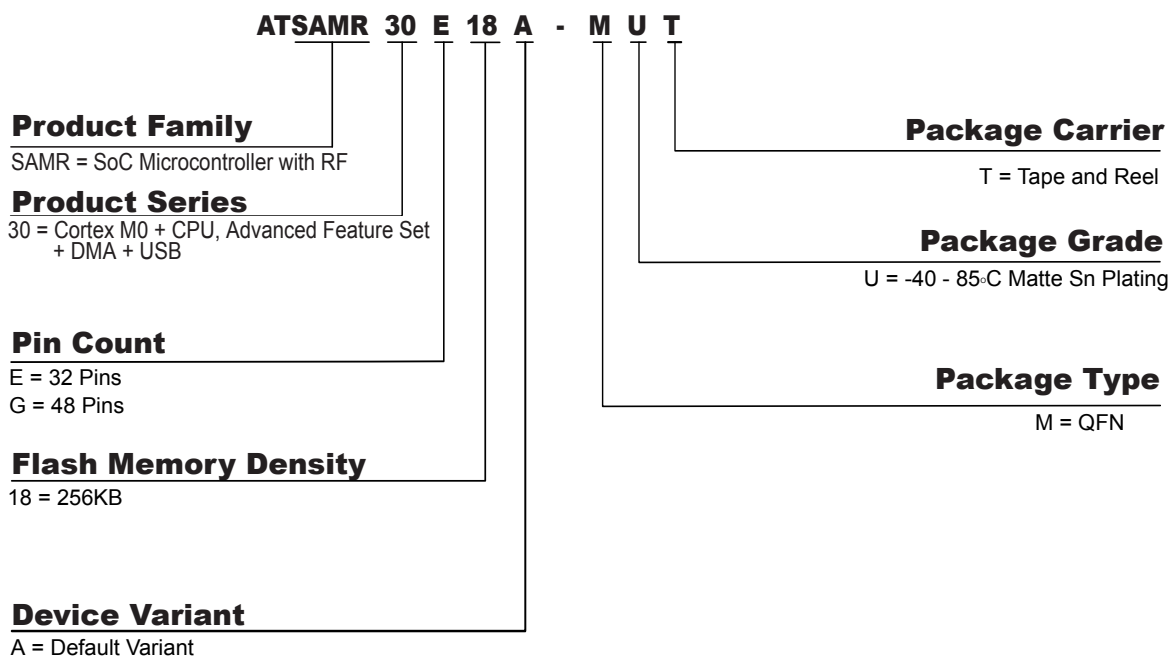 ATSAMR 30 E 18 A - M U T
Product Family
SAMR = SoC Microcontroller with RF
Product Series
30 = Cortex M0 + CPU, Advanced Feature Set
+ DMA + USB
Pin Count
E = 32 Pins
G = 48 Pins
Flash Memory Density
18 = 256KB
Device Variant
A = Default Variant
Package Carrier
T = Tape and Reel
Package Grade
U = -40 - 85°C Matte Sn Plating
Package Type
M = QFN